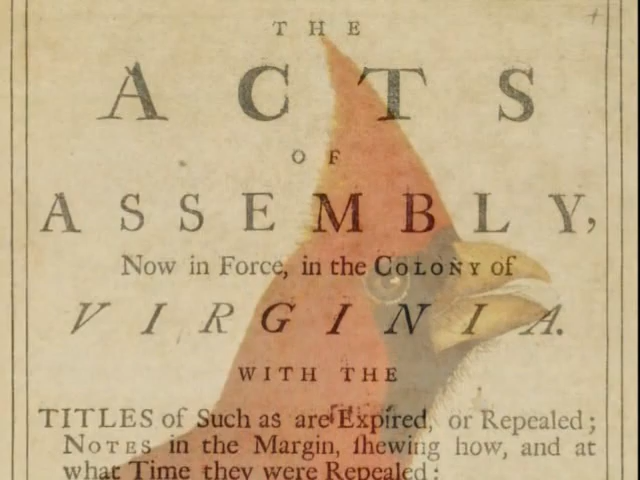 THE
ACTS
OF
ASSEMBLY,
Now in Force, in the COLONY of
VIRGINIA.
WITH THE
TITLES of Such as are Expired, or Repealed;
NOTES in the Margin, ſhewing how, and at
what Time they were Repealed: